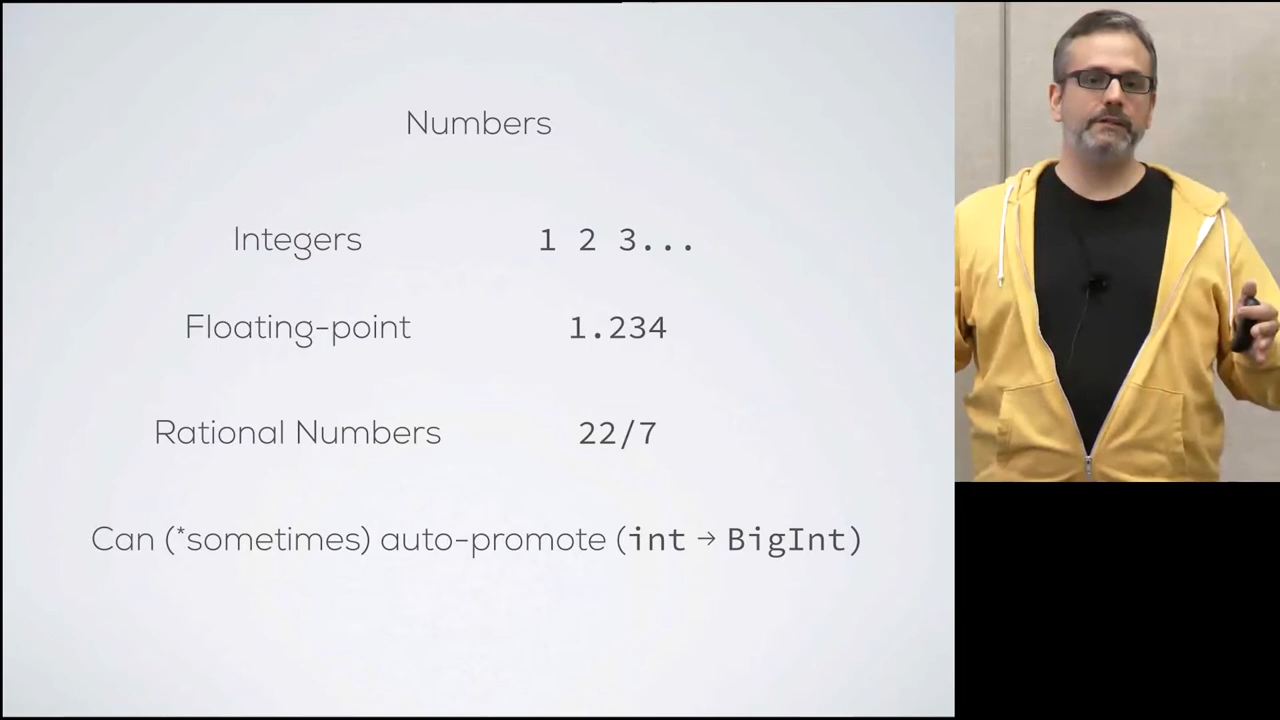 Numbers
Integers 1 2 3...
Floating-point 1.234
Rational Numbers 22/7
Can (*sometimes) auto-promote (int → BigInt)